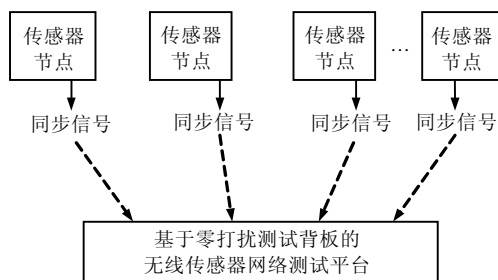 传感器
节点
传感器
节点
传感器
节点
…
传感器
节点
同步信号
同步信号
同步信号
同步信号
基于零打扰测试背板的
无线传感器网络测试平台